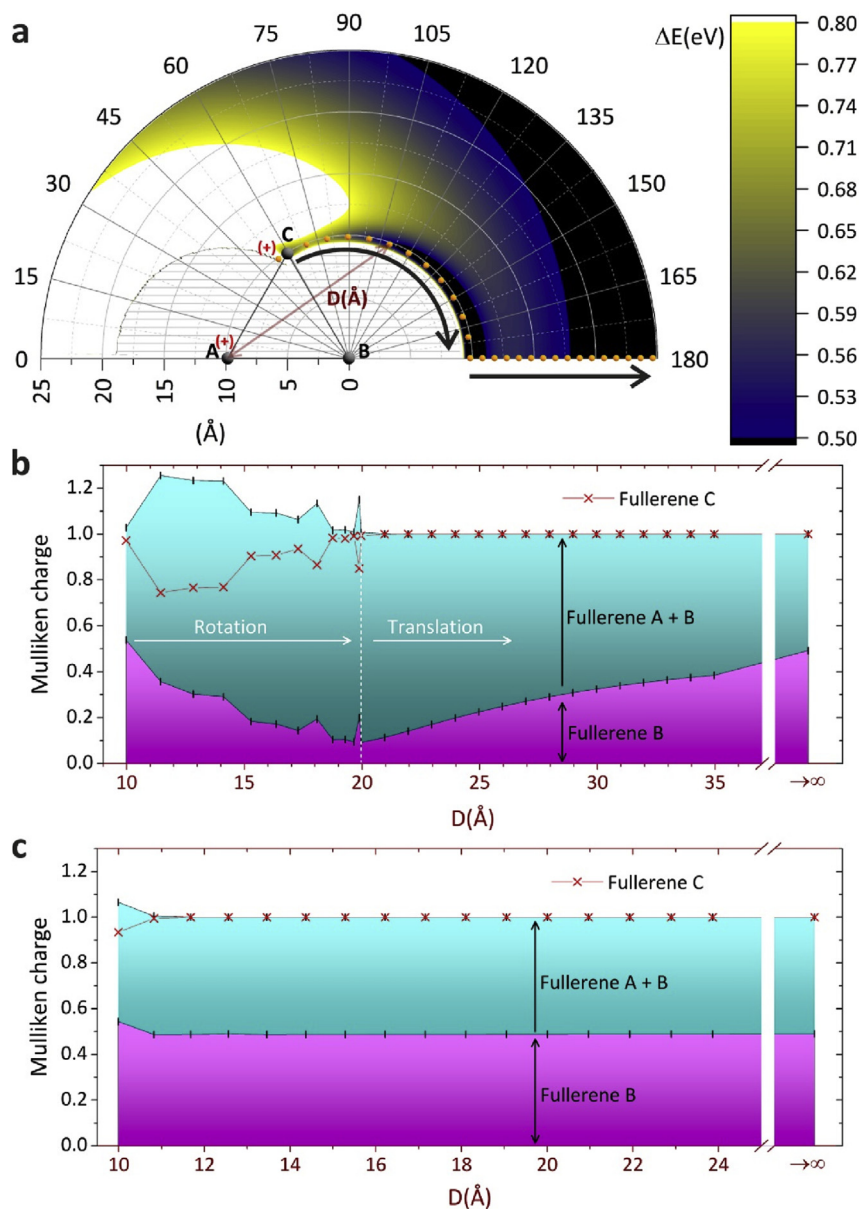 a
90
75
105
60
120
45
135
30
150
15
165
0
180
C
(+)
D(Å)
(+)
A
B
25
20
15
10
5
0
(Å)
ΔE(eV)
0.80
0.77
0.74
0.71
0.68
0.65
0.62
0.59
0.56
0.53
0.50
b
Mulliken charge
1.2
1.0
0.8
0.6
0.4
0.2
0.0
Fullerene C
Rotation
Translation
Fullerene A + B
Fullerene B
10
15
20
25
30
35
→∞
D(Å)
c
Mulliken charge
1.2
1.0
0.8
0.6
0.4
0.2
0.0
Fullerene C
Fullerene A + B
Fullerene B
10
12
14
16
18
20
22
24
→∞
D(Å)